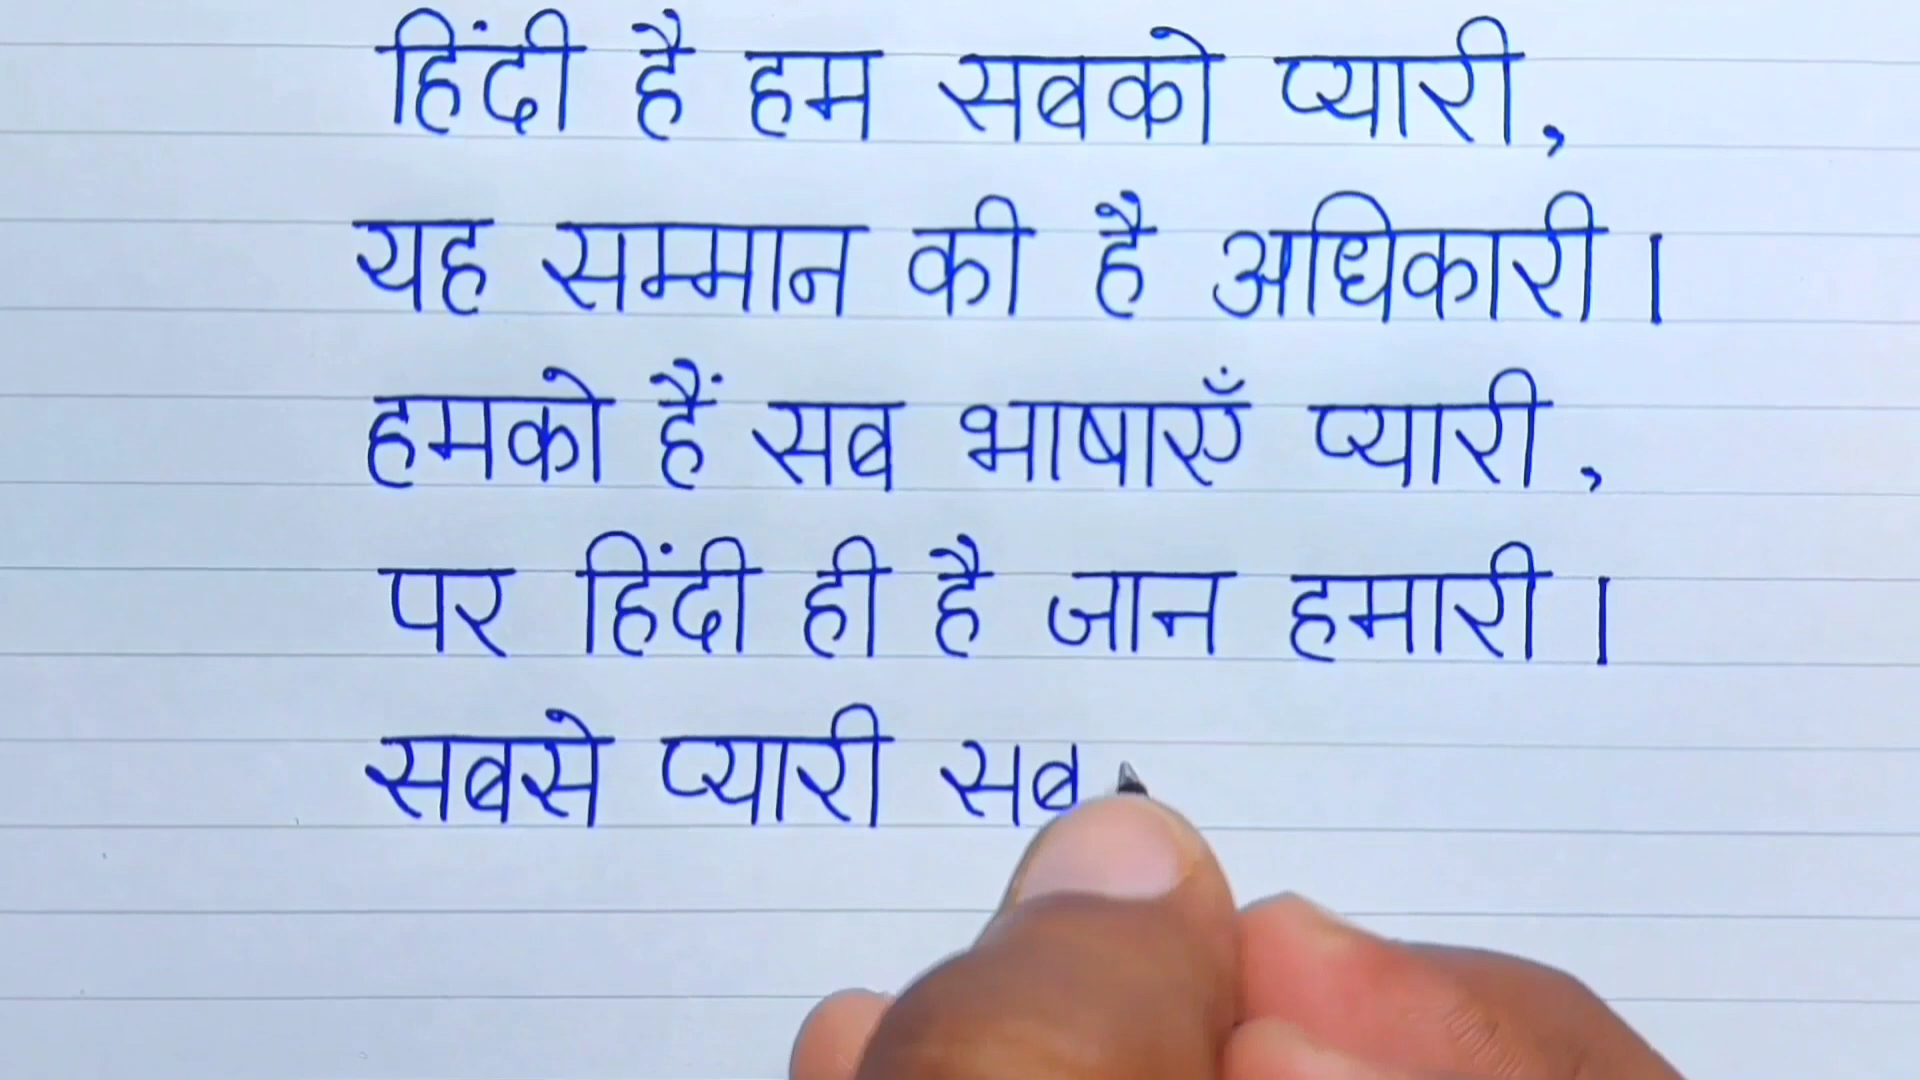 हिंदी है हम सबको प्यारी,
यह सम्मान की है अधिकारी।
हमको हैं सब भाषाएँ प्यारी,
पर हिंदी ही है जान हमारी।
सबसे प्यारी सब